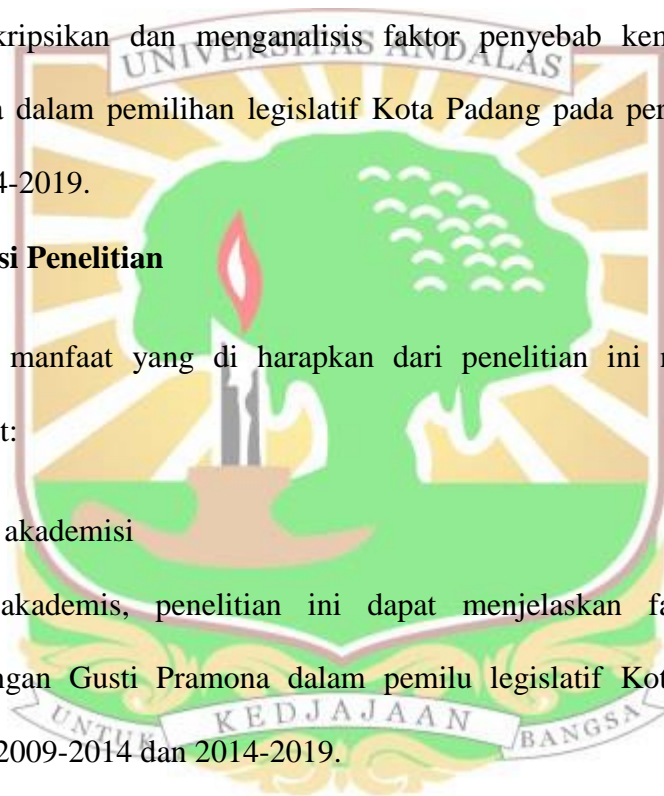 kripsikan dan menganalisis faktor penyebab ken
UNIVERSITAS ANDALAS
a dalam pemilihan legislatif Kota Padang pada per
4-2019.
si Penelitian
manfaat yang di harapkan dari penelitian ini
t:
akademisi
akademis, penelitian ini dapat menjelaskan fa
ngan Gusti Pramona dalam pemilu legislatif Kot
UNTUK KEDJAJAAN BANGSA
2009-2014 dan 2014-2019.